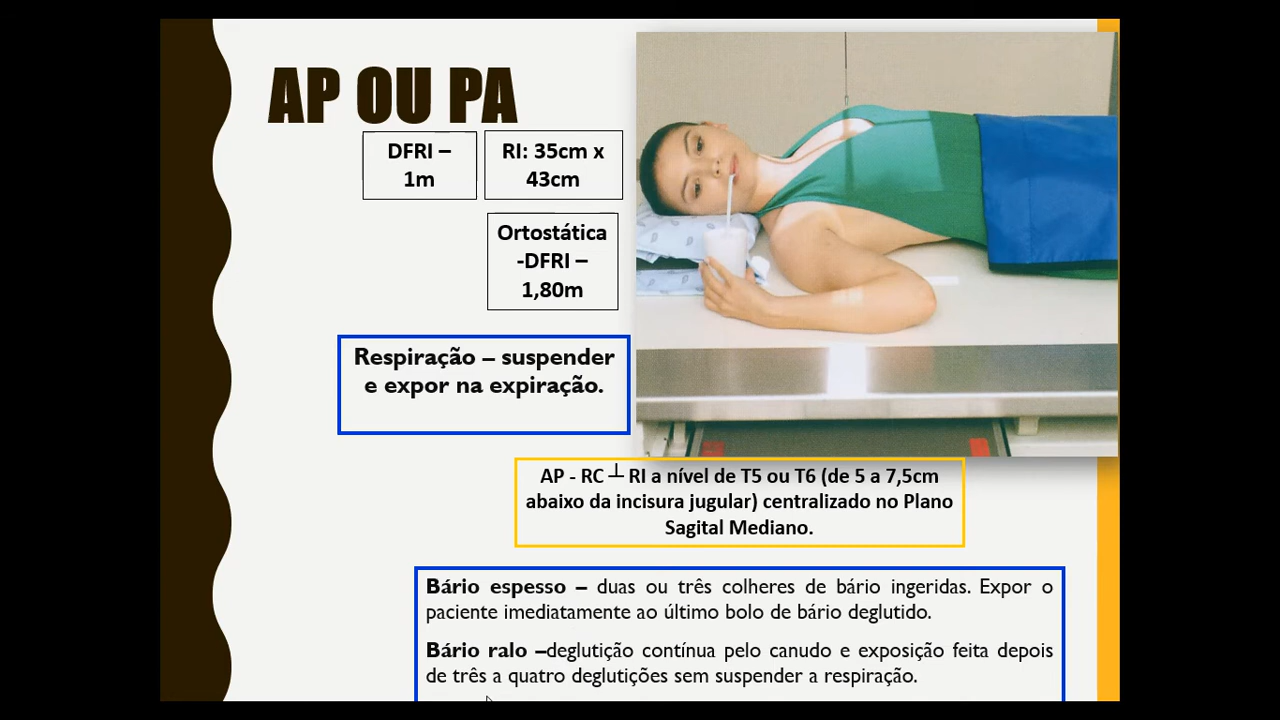 AP OU PA
DFRI –
1m
RI: 35cm x
43cm
Ortostática
-DFRI –
1,80m
Respiração – suspender
e expor na expiração.
AP - RC ┴ RI a nível de T5 ou T6 (de 5 a 7,5cm
abaixo da incisura jugular) centralizado no Plano
Sagital Mediano.
Bário espesso – duas ou três colheres de bário ingeridas. Expor o
paciente imediatamente ao último bolo de bário deglutido.
Bário ralo –deglutição contínua pelo canudo e exposição feita depois
de três a quatro deglutições sem suspender a respiração.